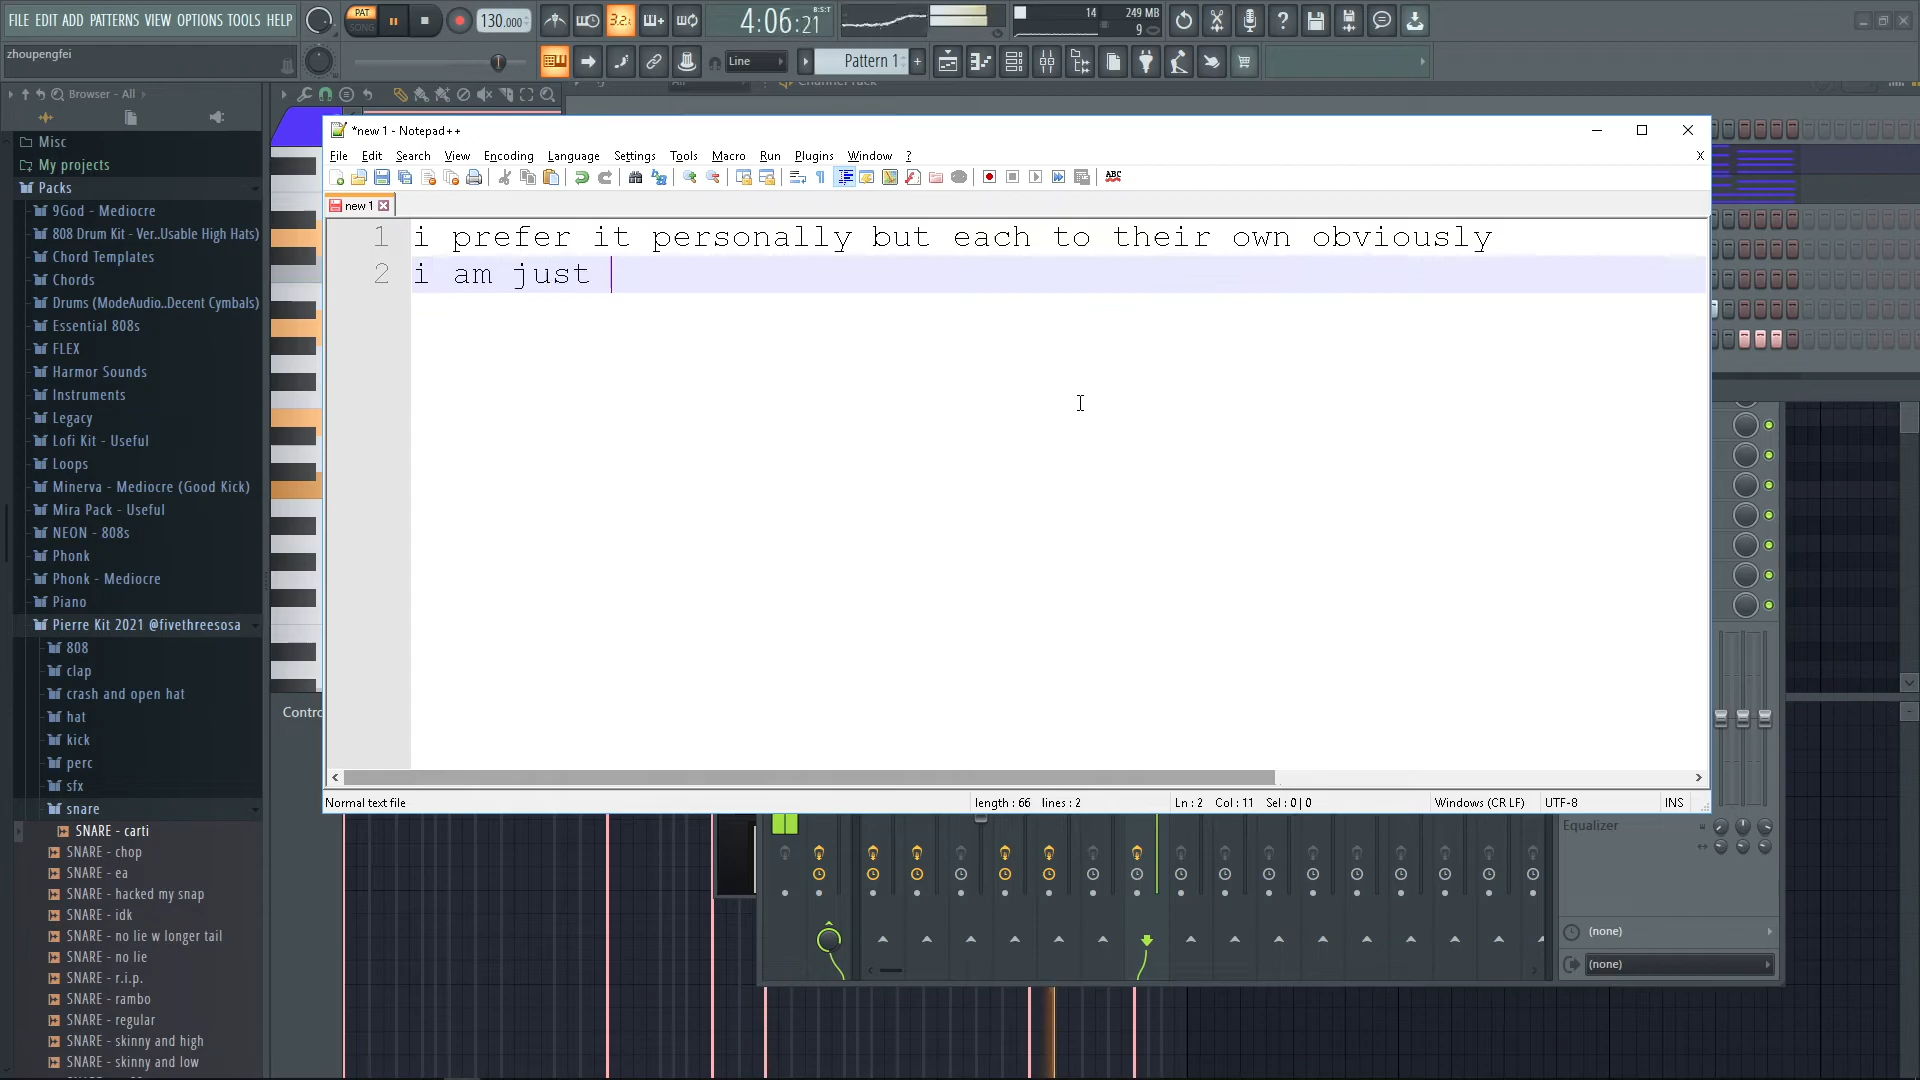 FILE EDIT ADD PATTERNS VIEW OPTIONS TOOLS HELP
PAT
SONG
130.000
3.2.
4:06:21
B:S:T
14
249 MB
9
zhoupengfei
Line
Pattern 1
Browser - All
Misc
My projects
Packs
9God - Mediocre
808 Drum Kit - Ver..Usable High Hats)
Chord Templates
Chords
Drums (ModeAudio..Decent Cymbals)
Essential 808s
FLEX
Harmor Sounds
Instruments
Legacy
Lofi Kit - Useful
Loops
Minerva - Mediocre (Good Kick)
Mira Pack - Useful
NEON - 808s
Phonk
Phonk - Mediocre
Piano
Pierre Kit 2021 @fivethreesosa
808
clap
crash and open hat
hat
kick
perc
sfx
snare
SNARE - carti
SNARE - chop
SNARE - ea
SNARE - hacked my snap
SNARE - idk
SNARE - no lie w longer tail
SNARE - no lie
SNARE - r.i.p.
SNARE - rambo
SNARE - regular
SNARE - skinny and high
SNARE - skinny and low
*new 1 - Notepad++
File Edit Search View Encoding Language Settings Tools Macro Run Plugins Window ?
X
ABC
new 1
1 i prefer it personally but each to their own obviously
2 i am just
Normal text file
length : 66 lines : 2
Ln : 2 Col : 11 Sel : 0 | 0
Windows (CR LF)
UTF-8
INS
Contro
Equalizer
(none)
(none)